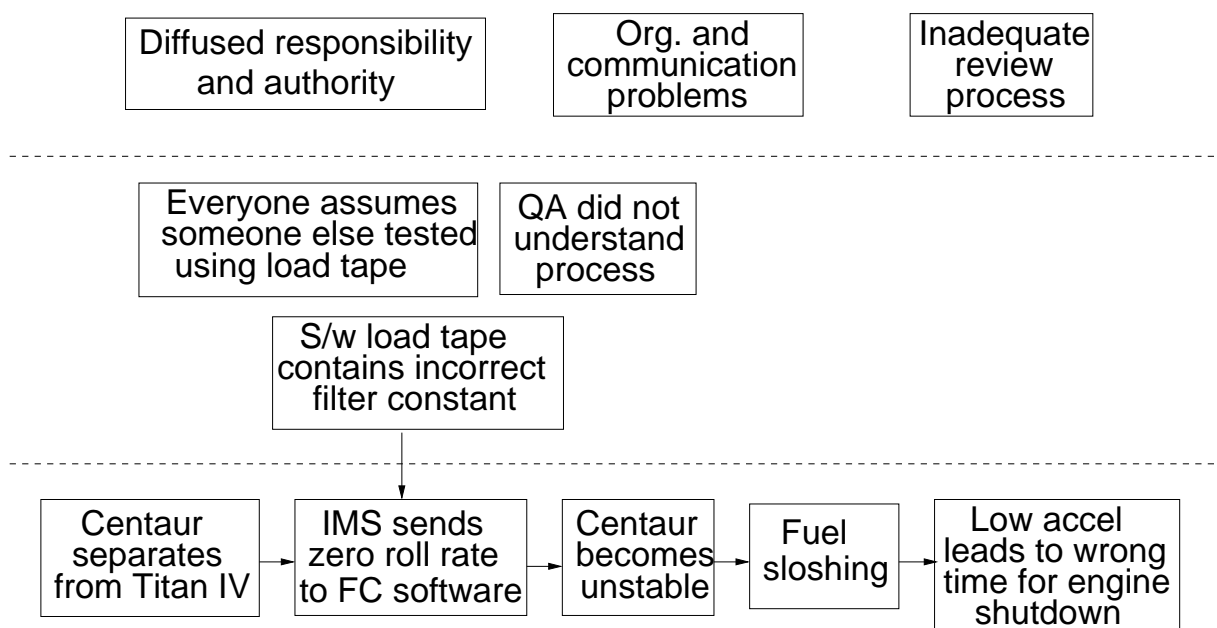 Diffused responsibility
and authority
Org. and
communication
problems
Inadequate
review
process
Everyone assumes
someone else tested
using load tape
QA did not
understand
process
S/w load tape
contains incorrect
filter constant
Centaur
separates
from Titan IV
IMS sends
zero roll rate
to FC software
Centaur
becomes
unstable
Fuel
sloshing
Low accel
leads to wrong
time for engine
shutdown